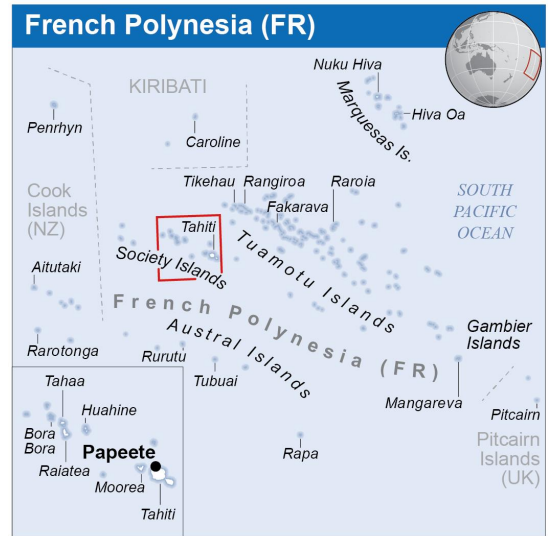 French Polynesia (FR)
Nuku Hiva
KIRIBATI
Marquesas Is.
Hiva Oa
Penrhyn
Caroline
Tikehau
Rangiroa
Raroia
Cook
Islands
(NZ)
Fakarava
SOUTH
PACIFIC
OCEAN
Tahiti
Society Islands
Tuamotu Islands
Aitutaki
French Polynesia (FR)
Austral Islands
Gambier
Islands
Rarotonga
Rurutu
Tubuai
Mangareva
Pitcairn
Pitcairn
Islands
(UK)
Rapa
Tahaa
Huahine
Bora
Bora
Papeete
Raiatea
Moorea
Tahiti